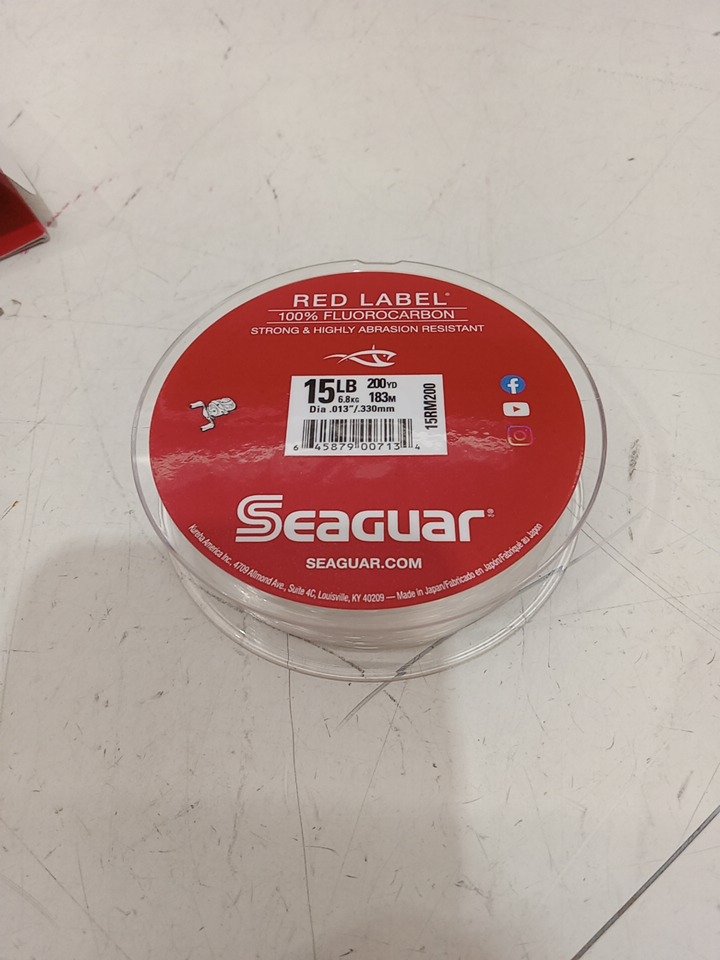 RED LABEL®
100% FLUOROCARBON
STRONG & HIGHLY ABRASION RESISTANT
15LB 200YD
6.8KG 183M
Dia .013"/.330mm
15RM200
6 45879 00713 4
SEAGUAR®
SEAGUAR.COM
Kureha America Inc., 4709 Allmond Ave., Suite 4C, Louisville, KY 40209 — Made in Japan/Fabricado en Japón/Fabriqué au Japon